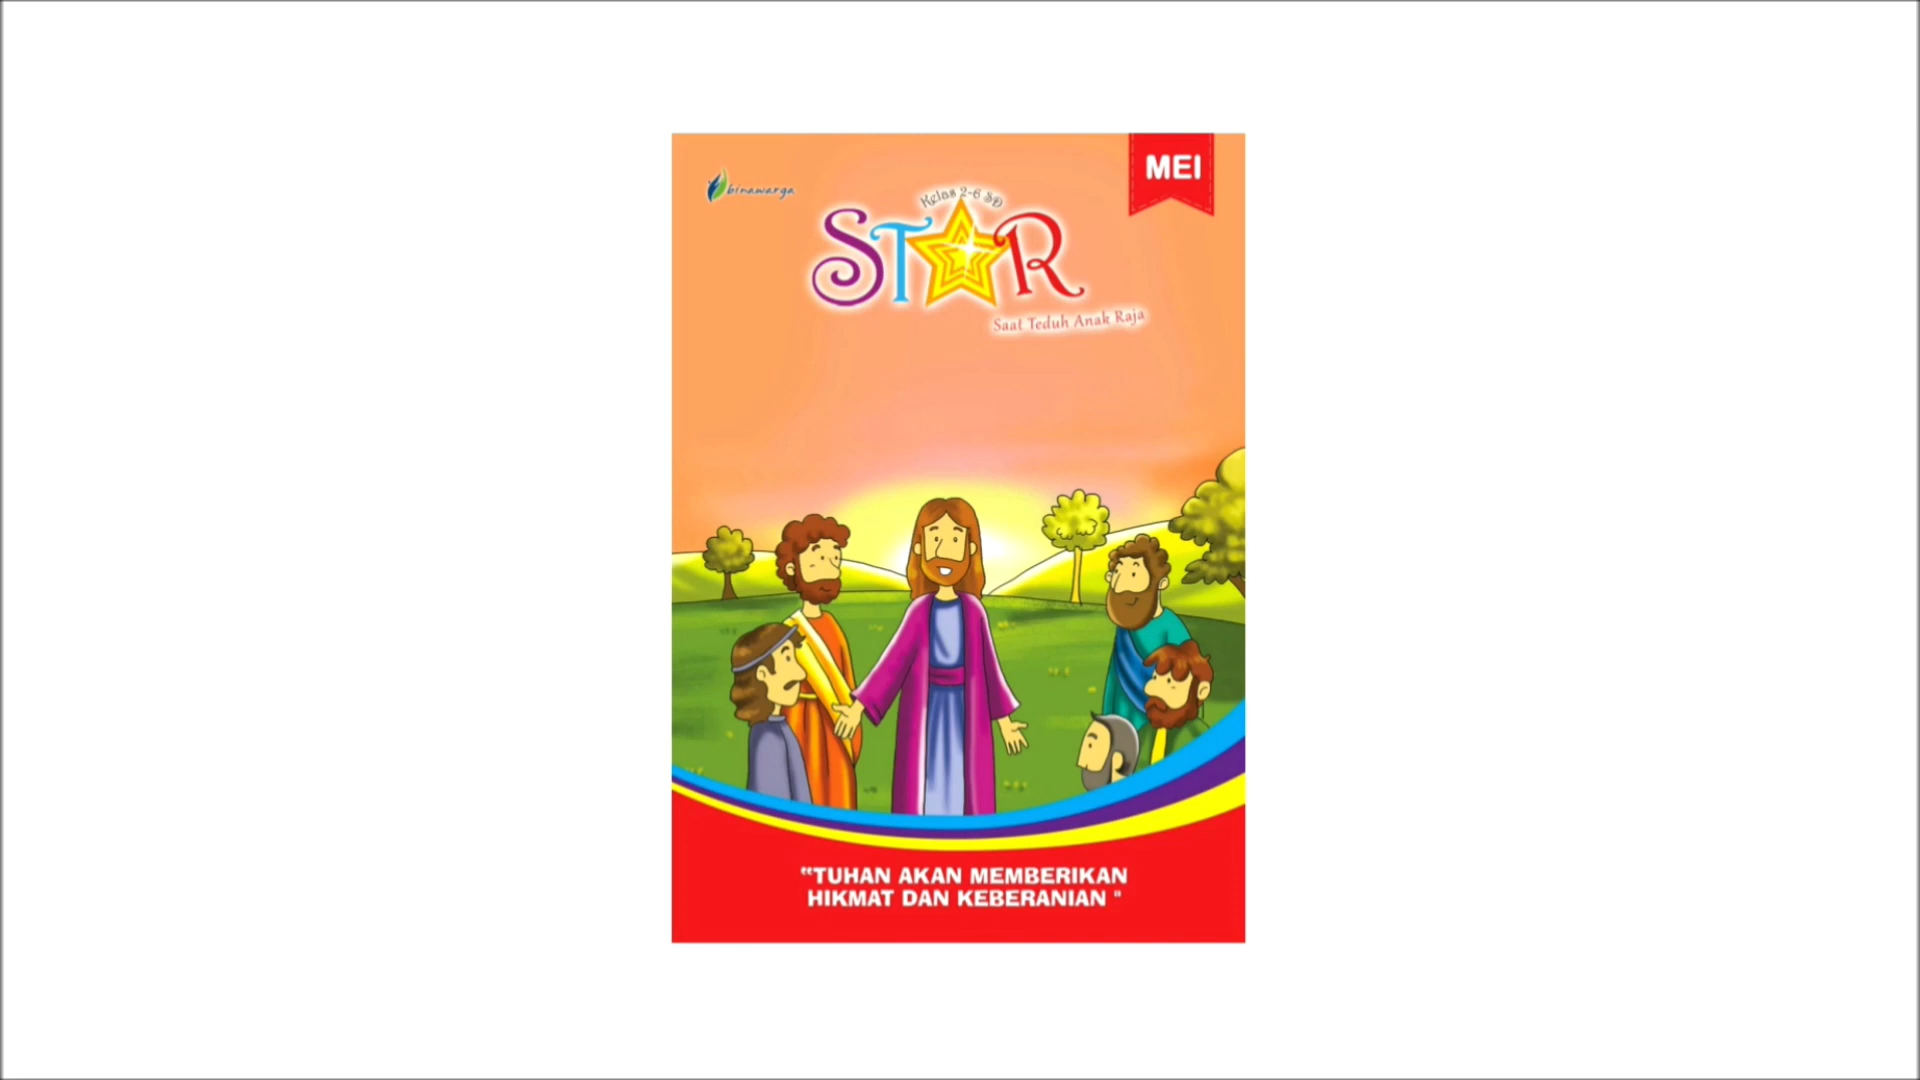 MEI
binawarga
Kelas 2-6 SD
STAR
Saat Teduh Anak Raja
"TUHAN AKAN MEMBERIKAN
HIKMAT DAN KEBERANIAN "